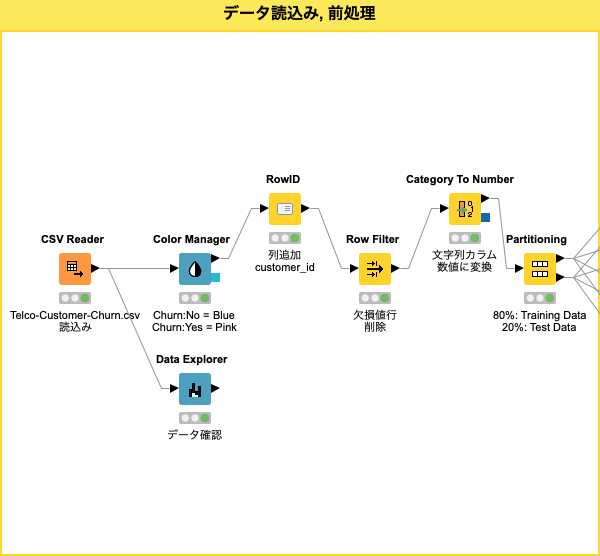 データ読込み, 前処理
RowID
列追加
customer_id
Category To Number
文字列カラム
数値に変換
CSV Reader
Telco-Customer-Churn.csv
読込み
Color Manager
Churn:No = Blue
Churn:Yes = Pink
Row Filter
欠損値行
削除
Partitioning
80%: Training Data
20%: Test Data
Data Explorer
データ確認